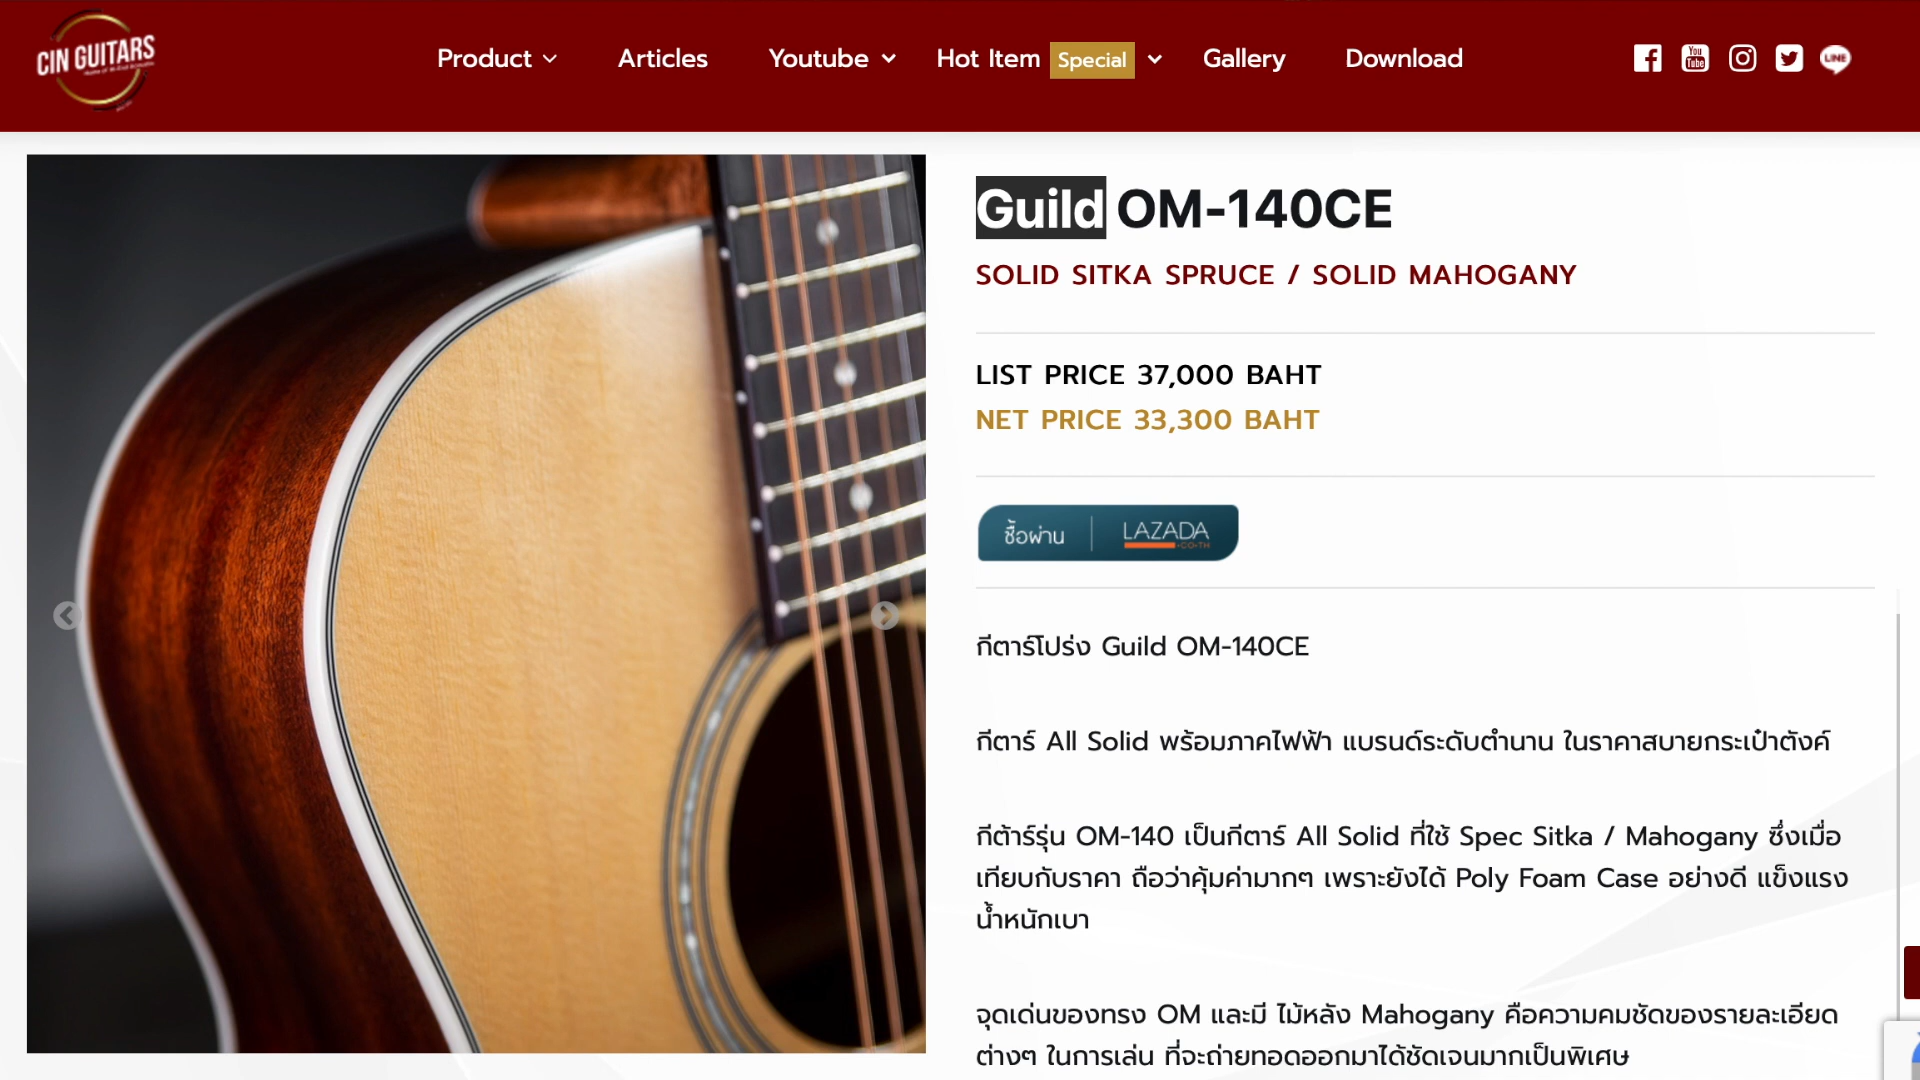 CIN GUITARS
Product
Articles
Youtube
Hot Item Special
Gallery
Download
You Tube
LINE
Guild OM-140CE
SOLID SITKA SPRUCE / SOLID MAHOGANY
LIST PRICE 37,000 BAHT
NET PRICE 33,300 BAHT
ซื้อผ่าน LAZADA
.CO.TH
กีตาร์โปร่ง Guild OM-140CE
กีตาร์ All Solid พร้อมภาคไฟฟ้า แบรนด์ระดับตำนาน ในราคาสบายกระเป๋าตังค์
กีต้าร์รุ่น OM-140 เป็นกีตาร์ All Solid ที่ใช้ Spec Sitka / Mahogany ซึ่งเมื่อ
เทียบกับราคา ถือว่าคุ้มค่ามากๆ เพราะยังได้ Poly Foam Case อย่างดี แข็งแรง
น้ำหนักเบา
จุดเด่นของทรง OM และมี ไม้หลัง Mahogany คือความคมชัดของรายละเอียด
ต่างๆ ในการเล่น ที่จะถ่ายทอดออกมาได้ชัดเจนมากเป็นพิเศษ